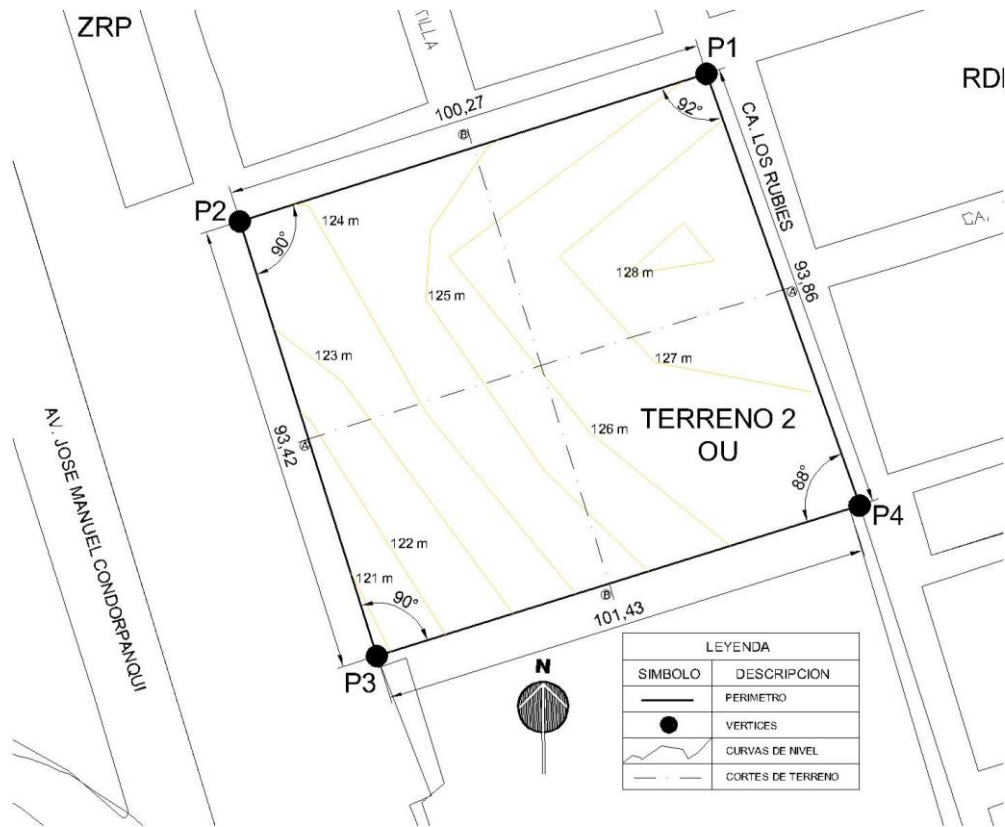 ZRP
TILLA
P1
RDI
100,27
92°
CA. LOS RUBIES
B
P2
124 m
90°
CA.
128 m
125 m
93,86
A
123 m
127 m
AV. JOSE MANUEL CONDORPANQUI
93,42
A
126 m
TERRENO 2
OU
88°
122 m
P4
121 m
90°
B
101,43
P3
N
LEYENDA
SIMBOLO DESCRIPCION
PERIMETRO
VERTICES
CURVAS DE NIVEL
CORTES DE TERRENO